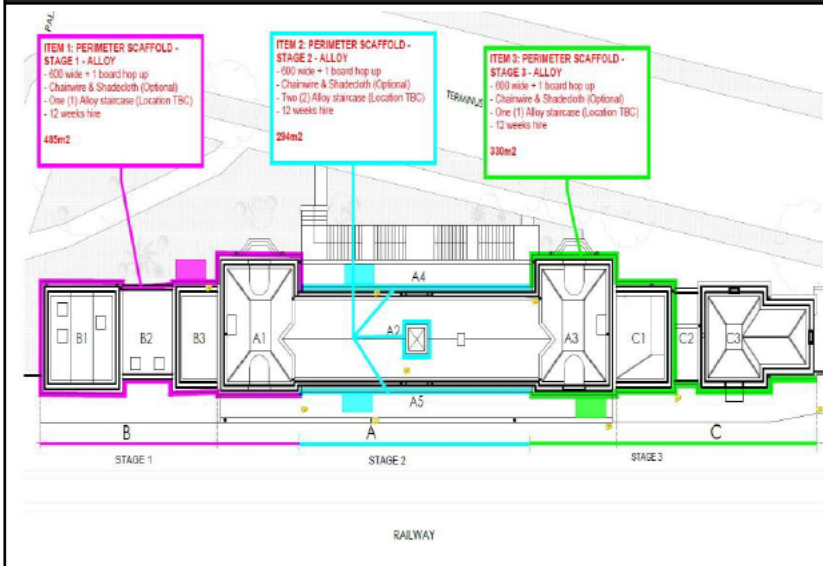 PAL.
ITEM 1: PERIMETER SCAFFOLD -
STAGE 1 - ALLOY
- 600 wide + 1 board hop up
- Chainwire & Shadecloth (Optional)
- One (1) Alloy staircase (Location TBC)
- 12 weeks hire
485m2
ITEM 2: PERIMETER SCAFFOLD -
STAGE 2 - ALLOY
- 600 wide + 1 board hop up
- Chainwire & Shadecloth (Optional)
- Two (2) Alloy staircase (Location TBC)
- 12 weeks hire
294m2
TERMINUS
ITEM 3: PERIMETER SCAFFOLD -
STAGE 3 - ALLOY
- 600 wide + 1 board hop up
- Chainwire & Shadecloth (Optional)
- One (1) Alloy staircase (Location TBC)
- 12 weeks hire
330m2
A4
B1
B2
B3
A1
A2
A3
C1
C2
C3
A5
B
A
C
STAGE 1
STAGE 2
STAGE 3
RAILWAY